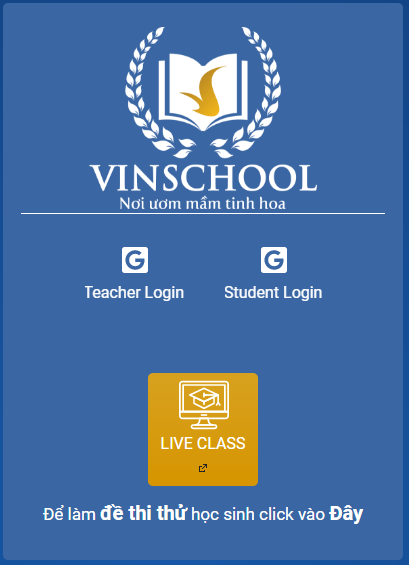 VINSCHOOL
Nơi ươm mầm tinh hoa
G G
Teacher Login Student Login
LIVE CLASS
Để làm đề thi thử học sinh click vào Đây